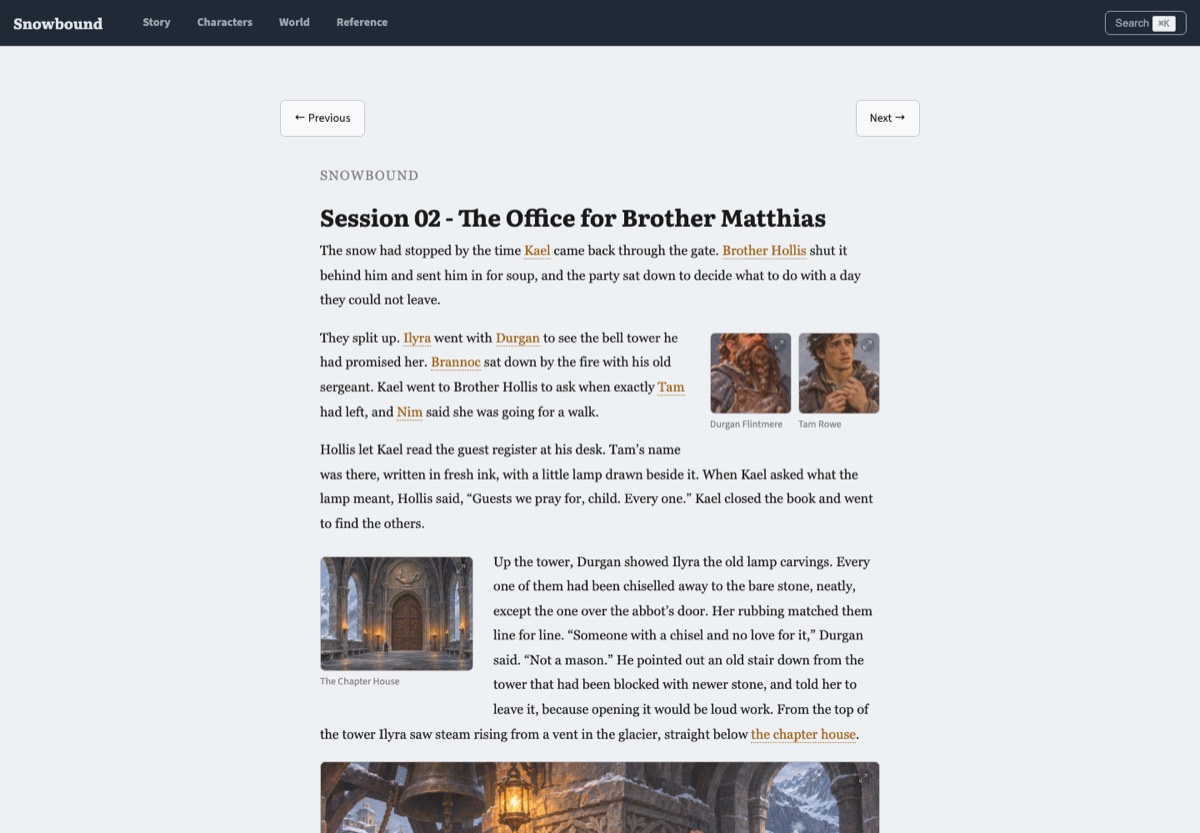 Snowbound
Story
Characters
World
Reference
Search ⌘K
← Previous
Next →
SNOWBOUND
Session 02 - The Office for Brother Matthias
The snow had stopped by the time Kael came back through the gate. Brother Hollis shut it
behind him and sent him in for soup, and the party sat down to decide what to do with a day
they could not leave.
They split up. Ilyra went with Durgan to see the bell tower he
had promised her. Brannoc sat down by the fire with his old
sergeant. Kael went to Brother Hollis to ask when exactly Tam
had left, and Nim said she was going for a walk.
Durgan Flintmere
Tam Rowe
Hollis let Kael read the guest register at his desk. Tam’s name
was there, written in fresh ink, with a little lamp drawn beside it. When Kael asked what the
lamp meant, Hollis said, “Guests we pray for, child. Every one.” Kael closed the book and went
to find the others.
The Chapter House
Up the tower, Durgan showed Ilyra the old lamp carvings. Every
one of them had been chiselled away to the bare stone, neatly,
except the one over the abbot’s door. Her rubbing matched them
line for line. “Someone with a chisel and no love for it,” Durgan
said. “Not a mason.” He pointed out an old stair down from the
tower that had been blocked with newer stone, and told her to
leave it, because opening it would be loud work. From the top of
the tower Ilyra saw steam rising from a vent in the glacier, straight below the chapter house.